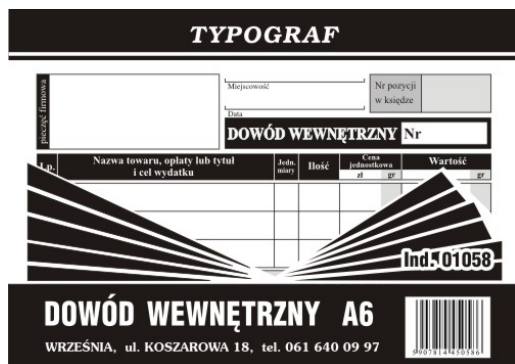 TYPOGRAF
pieczęć firmowa
Miejscowość
Nr pozycji
w księdze
Data
DOWÓD WEWNĘTRZNY Nr
Lp.
Nazwa towaru, opłaty lub tytuł
i cel wydatku
Jedn.
miary
Ilość
Cena
jednostkowa
zł gr
Wartość
gr
Ind. 01058
DOWÓD WEWNĘTRZNY A6
WRZEŚNIA, ul. KOSZAROWA 18, tel. 061 640 09 97
5907814450586